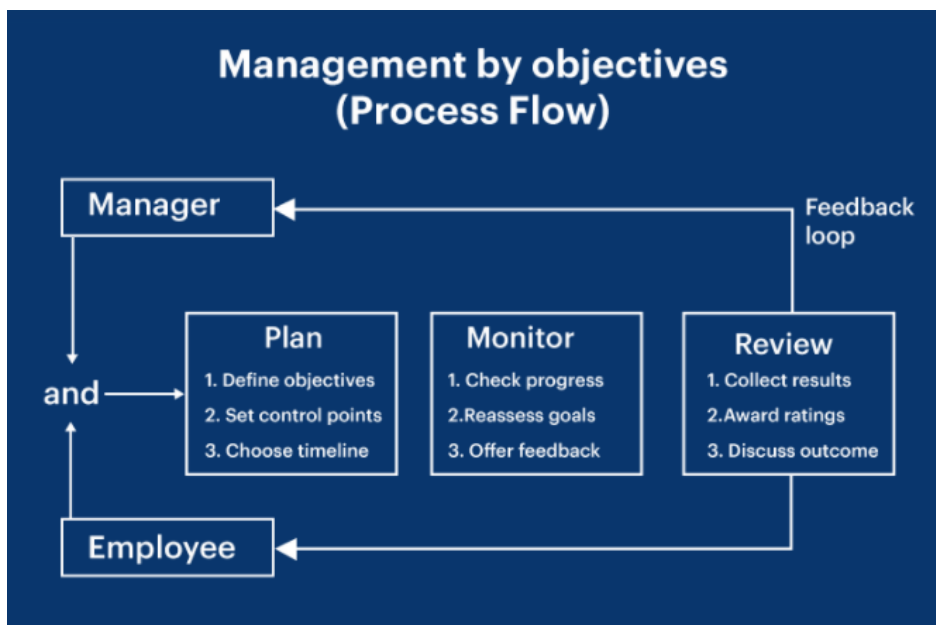 Management by objectives
(Process Flow)
Manager
Feedback
loop
Plan
1. Define objectives
2. Set control points
3. Choose timeline
Monitor
1. Check progress
2.Reassess goals
3. Offer feedback
Review
1. Collect results
2.Award ratings
3. Discuss outcome
and
Employee